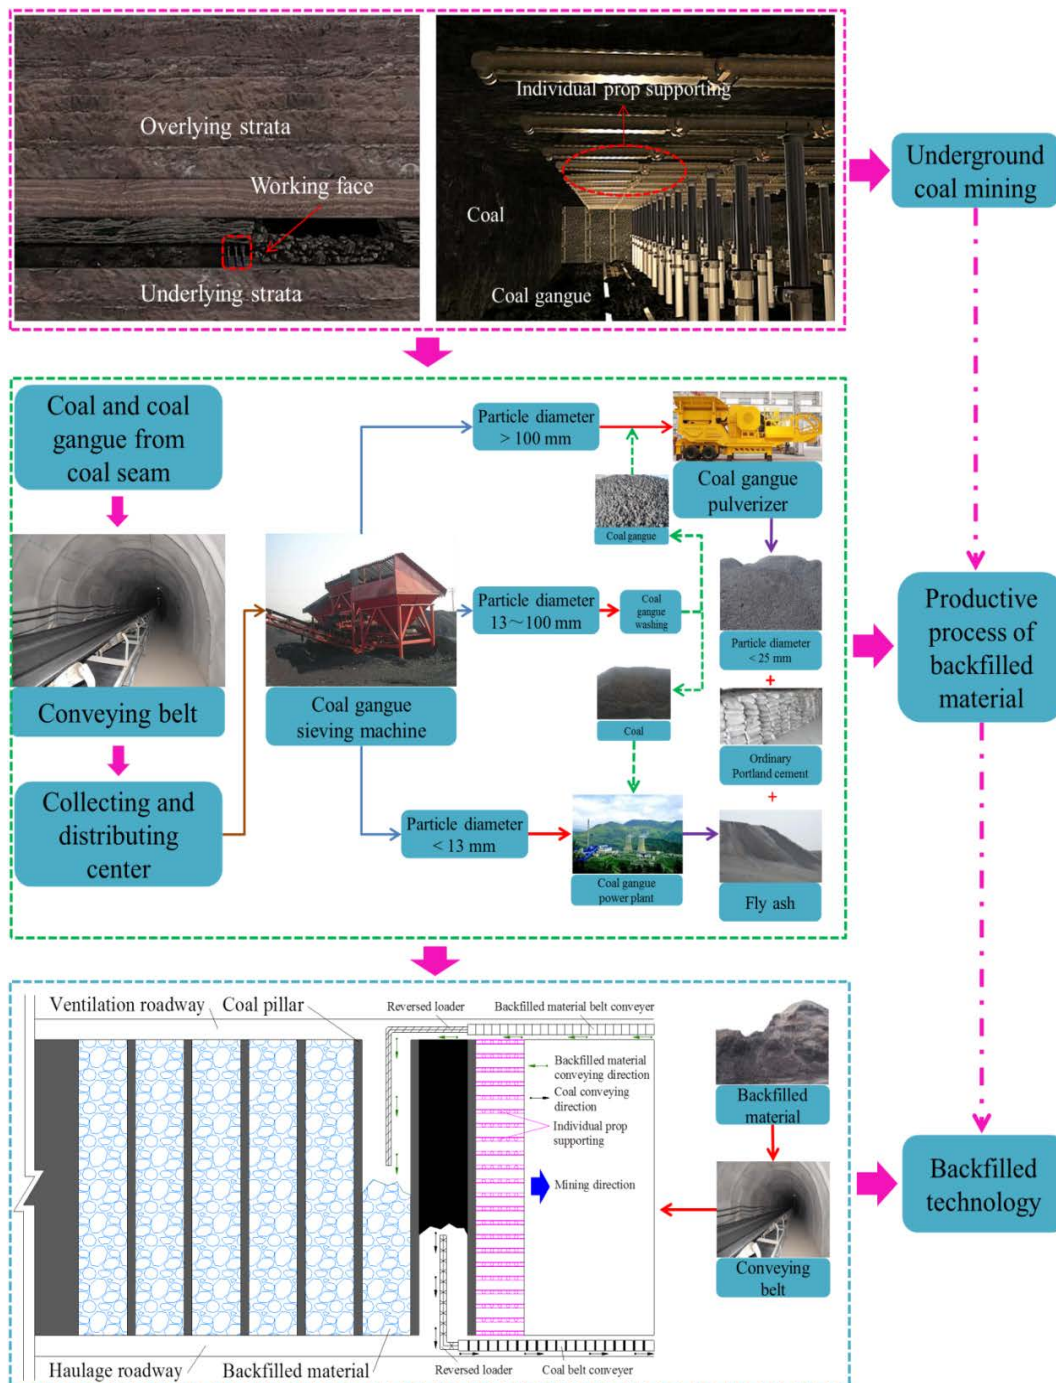 Overlying strata
Working face
Underlying strata
Individual prop supporting
Coal
Coal gangue
Underground
coal mining
Coal and coal
gangue from
coal seam
Conveying belt
Collecting and
distributing
center
Coal gangue
sieving machine
Particle diameter
> 100 mm
Particle diameter
13～100 mm
Particle diameter
< 13 mm
Coal gangue
Coal
gangue
washing
Coal
Coal gangue
power plant
Coal gangue
pulverizer
Particle diameter
< 25 mm
+
Ordinary
Portland cement
+
Fly ash
Productive
process of
backfilled
material
Ventilation roadway
Coal pillar
Reversed loader
Backfilled material belt conveyer
Backfilled material
conveying direction
Coal conveying
direction
Individual prop
supporting
Mining direction
Haulage roadway
Backfilled material
Reversed loader
Coal belt conveyer
Backfilled
material
Conveying
belt
Backfilled
technology